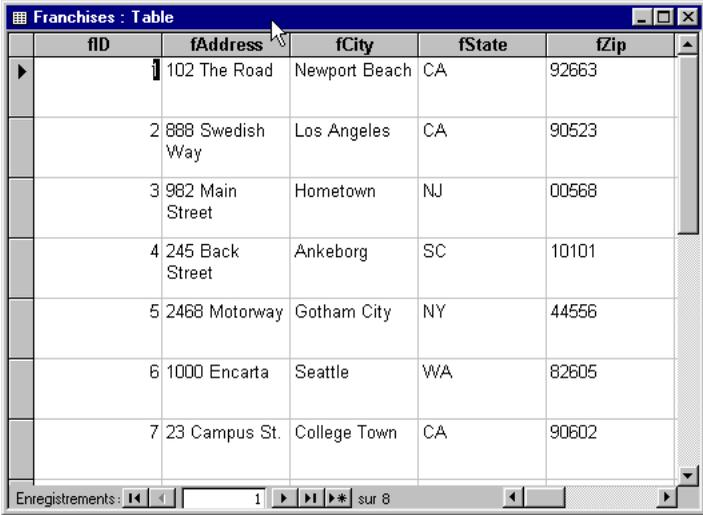 Franchises : Table
fID fAddress fCity fState fZip
1 102 The Road Newport Beach CA 92663
2 888 Swedish Way Los Angeles CA 90523
3 982 Main Street Hometown NJ 00568
4 245 Back Street Ankeborg SC 10101
5 2468 Motorway Gotham City NY 44556
6 1000 Encarta Seattle WA 82605
7 23 Campus St. College Town CA 90602
Enregistrements : 1 sur 8